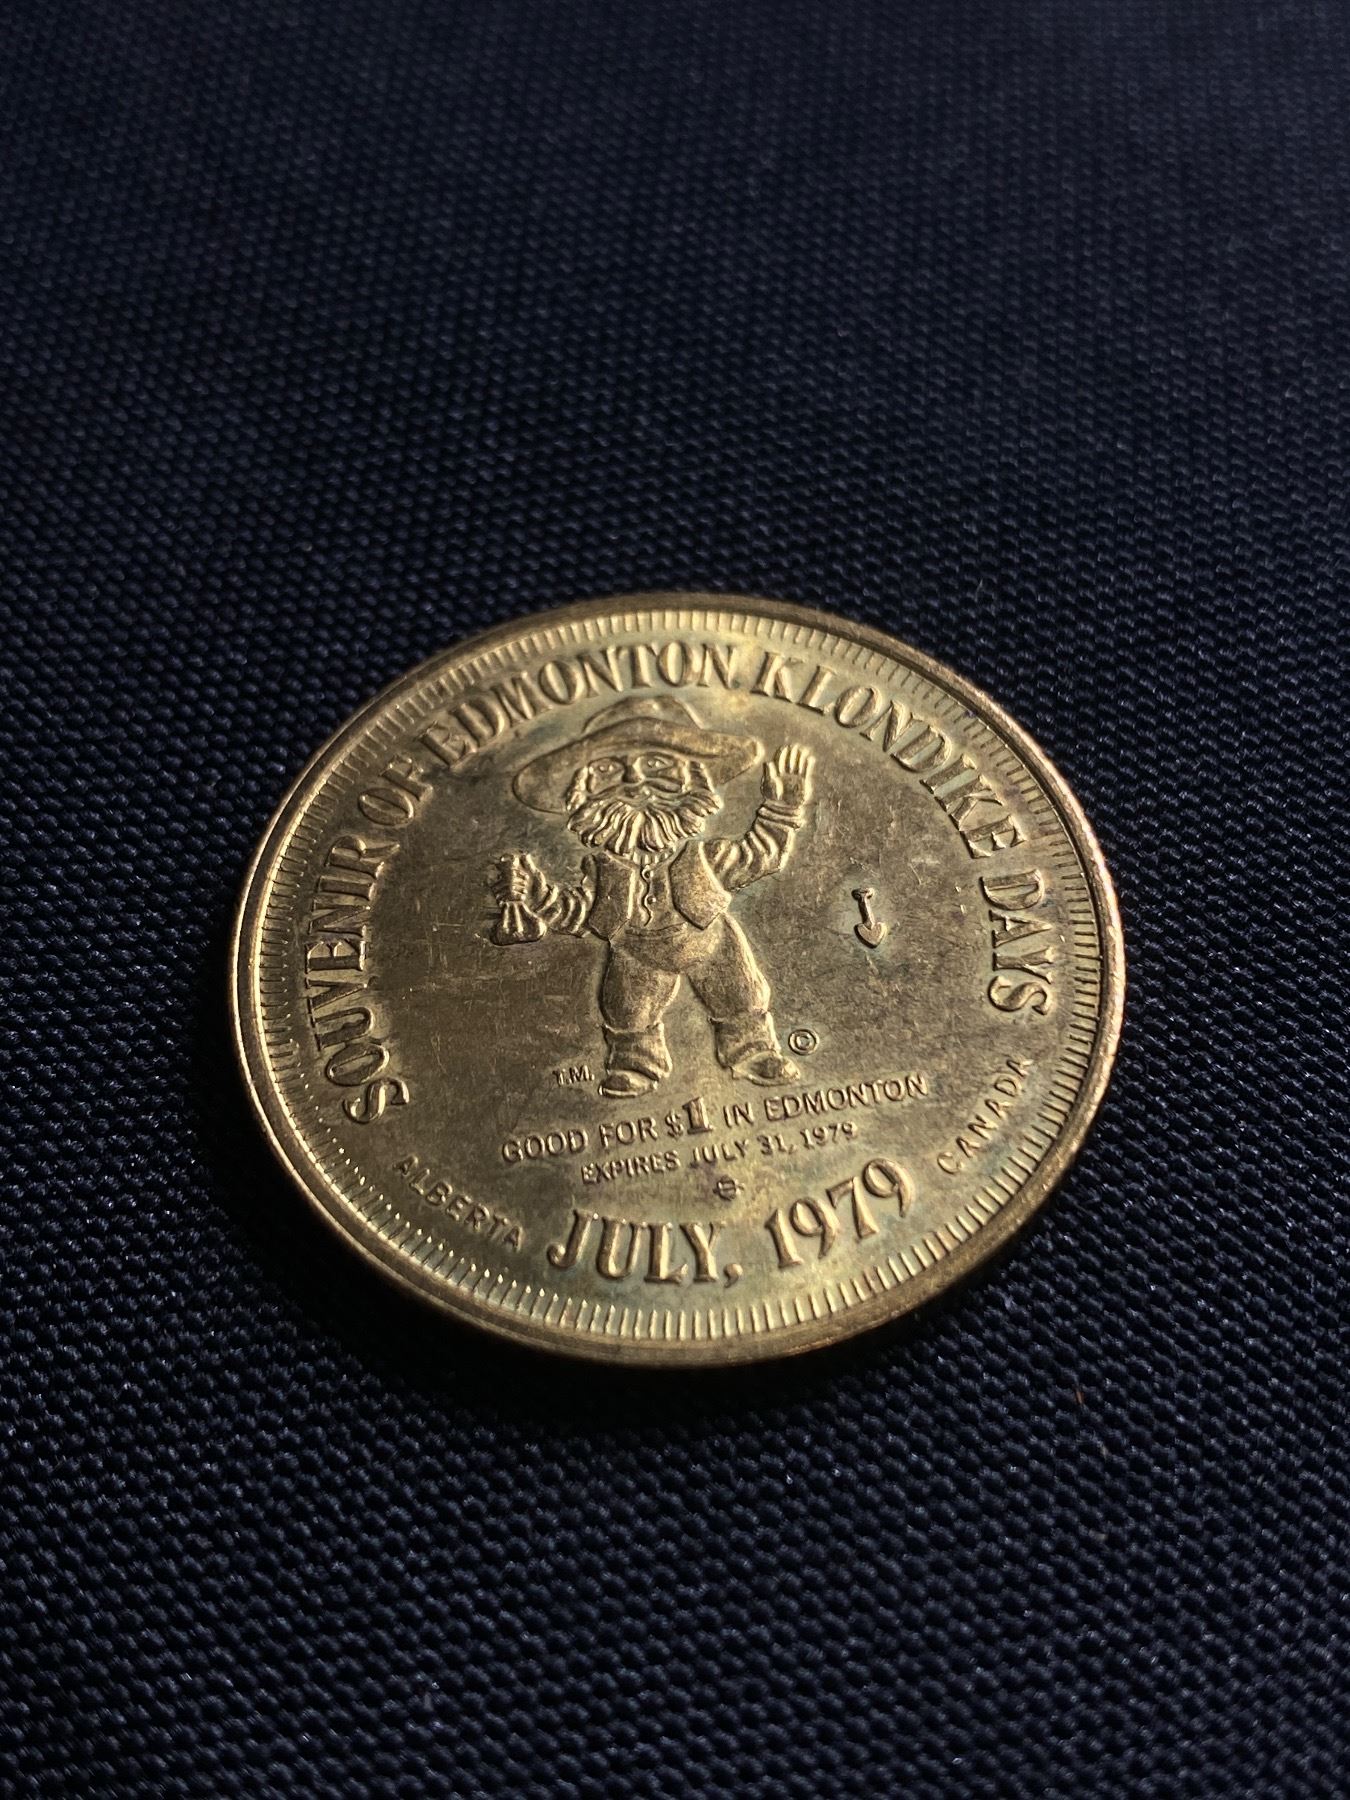 SOUVENIR OF EDMONTON KLONDIKE DAYS
T.M.
©
GOOD FOR $1 IN EDMONTON
EXPIRES JULY 31, 1979
ALBERTA
JULY, 1979
CANADA